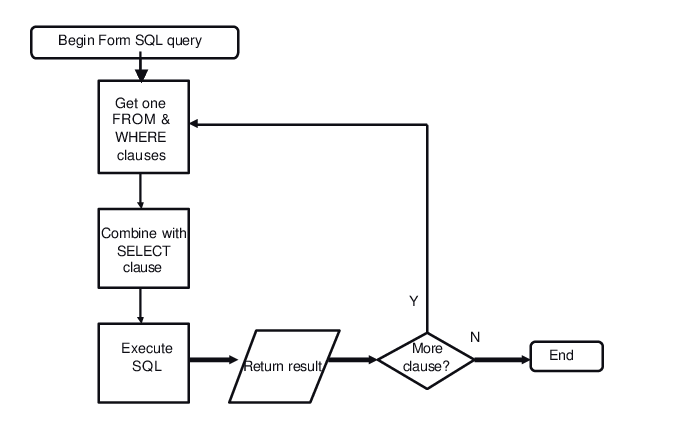 Begin Form SQL query
Get one
FROM &
WHERE
clauses
Combine with
SELECT
clause
Execute
SQL
Return result
More
clause?
Y
N
End